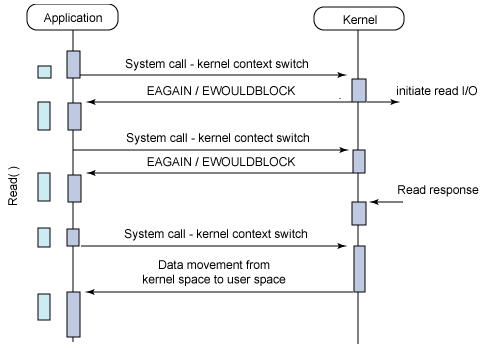 Application
Kernel
System call - kernel context switch
EAGAIN / EWOULDBLOCK
initiate read I/O
System call - kernel contect switch
EAGAIN / EWOULDBLOCK
Read( )
Read response
System call - kernel context switch
Data movement from
kernel space to user space